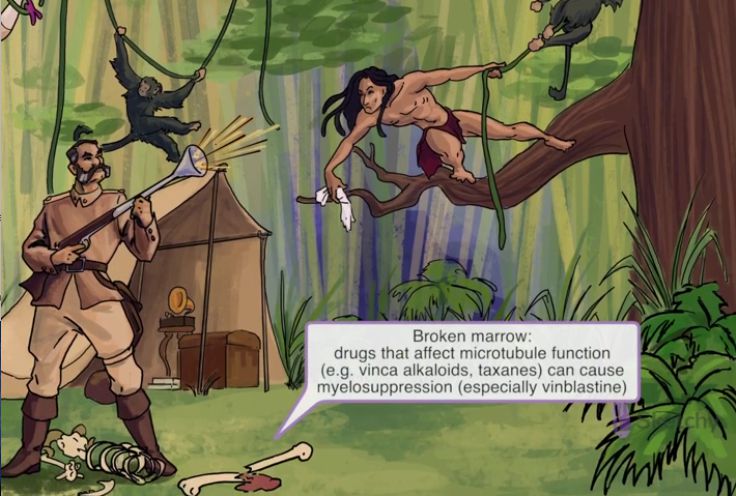 Broken marrow:
drugs that affect microtubule function
(e.g. vinca alkaloids, taxanes) can cause
myelosuppression (especially vinblastine)